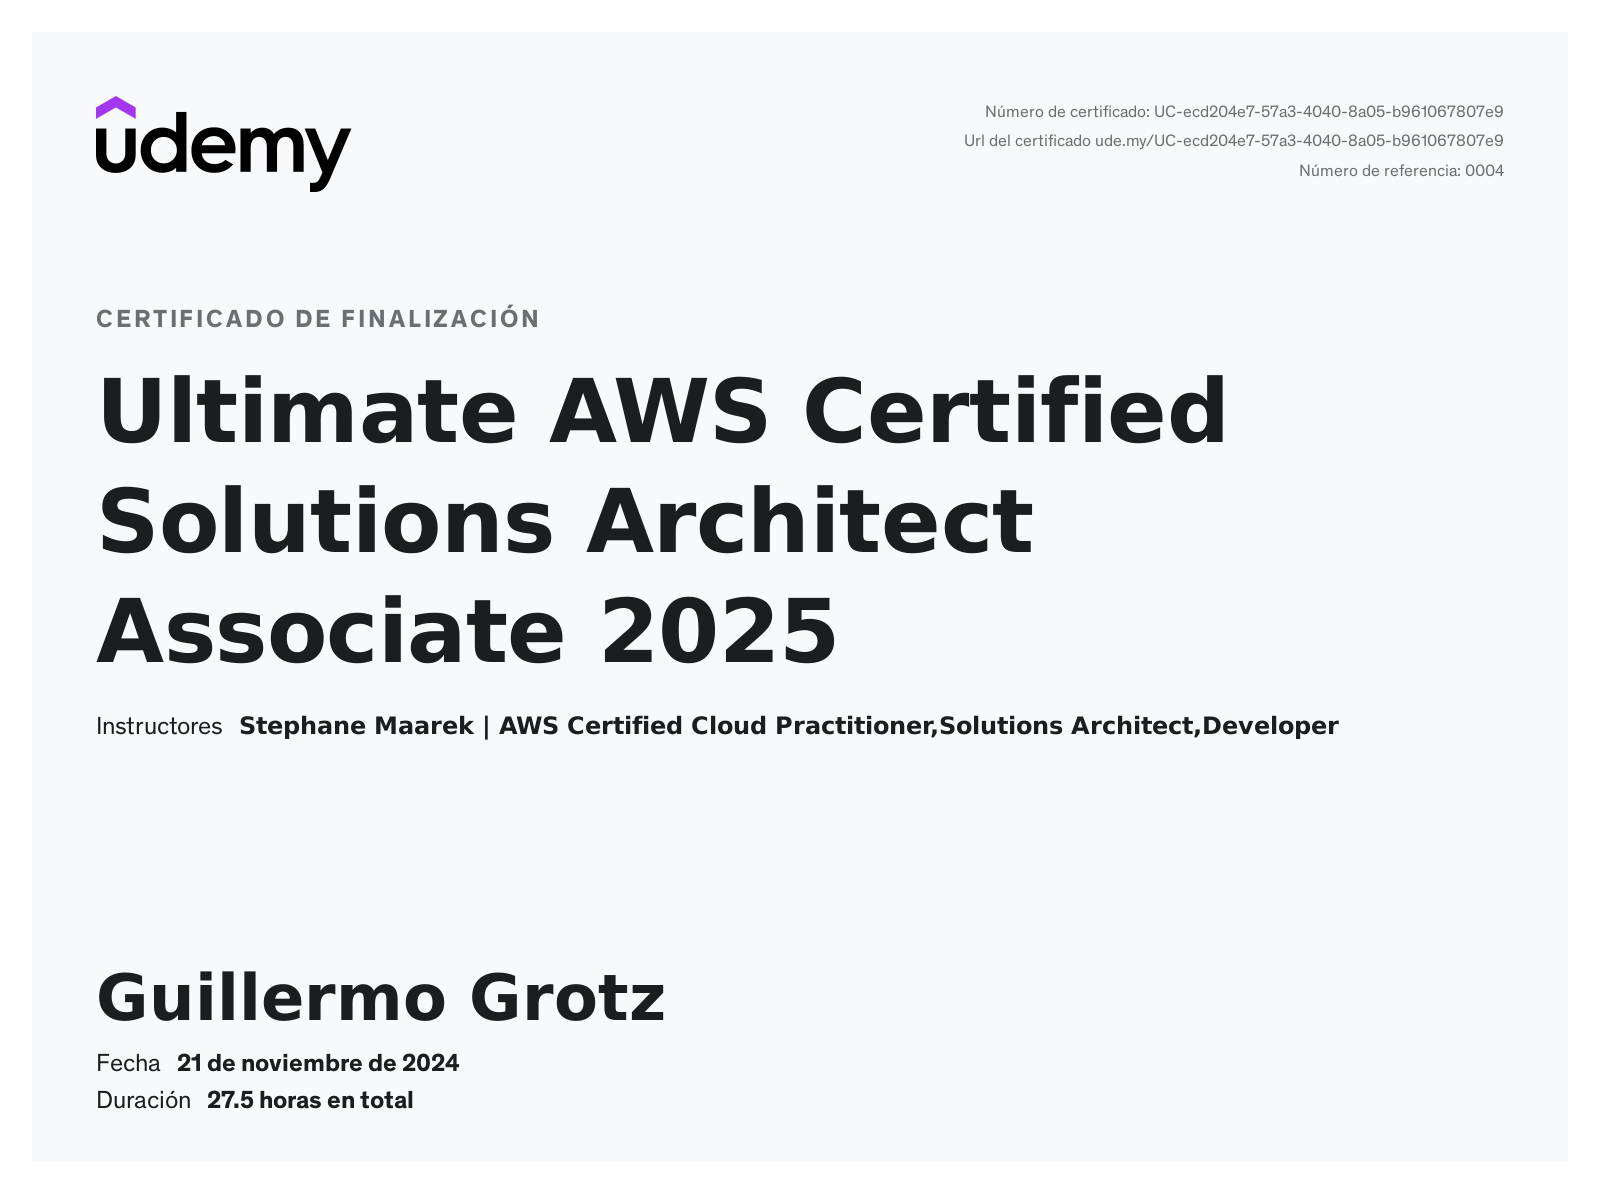 udemy
Número de certificado: UC-ecd204e7-57a3-4040-8a05-b961067807e9
Url del certificado ude.my/UC-ecd204e7-57a3-4040-8a05-b961067807e9
Número de referencia: 0004
CERTIFICADO DE FINALIZACIÓN
Ultimate AWS Certified
Solutions Architect
Associate 2025
Instructores Stephane Maarek | AWS Certified Cloud Practitioner,Solutions Architect,Developer
Guillermo Grotz
Fecha 21 de noviembre de 2024
Duración 27.5 horas en total